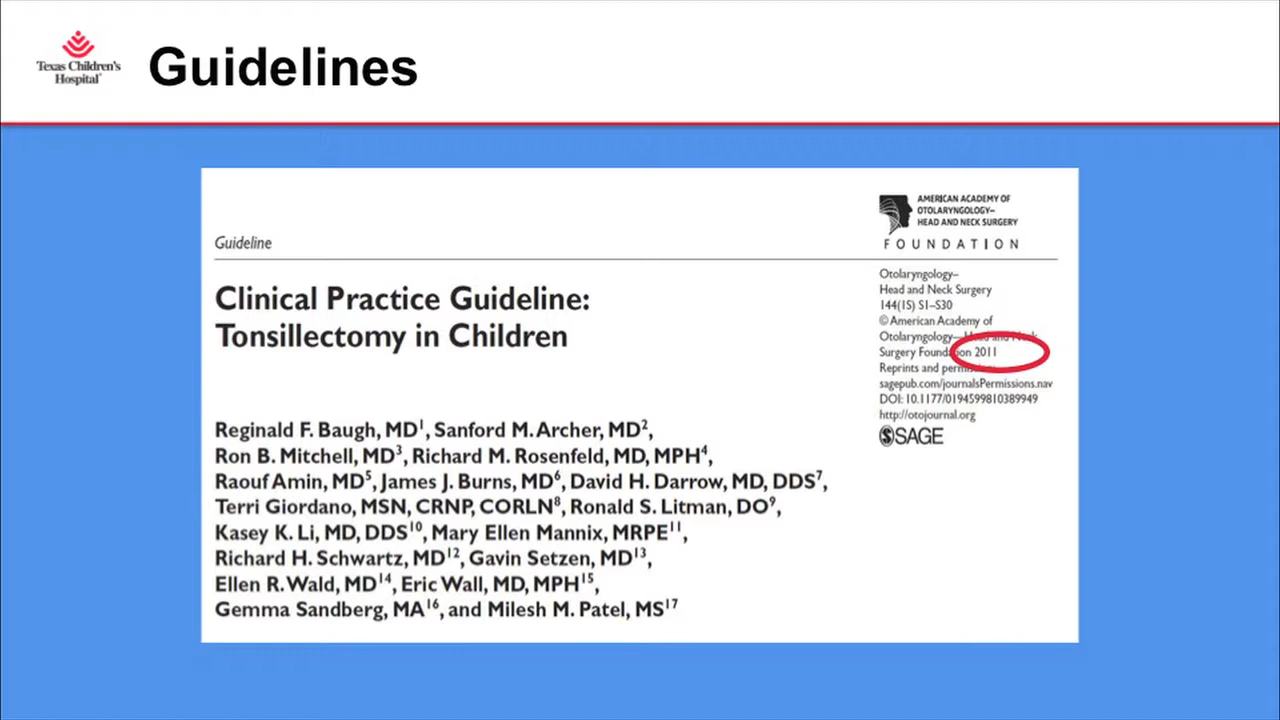 Texas Children's
Hospital
Guidelines
AMERICAN ACADEMY OF
OTOLARYNGOLOGY–
HEAD AND NECK SURGERY
FOUNDATION
Guideline
Clinical Practice Guideline:
Tonsillectomy in Children
Otolaryngology–
Head and Neck Surgery
144(1S) S1–S30
© American Academy of
Otolaryngology—Head and Neck
Surgery Foundation 2011
Reprints and permission:
sagepub.com/journalsPermissions.nav
DOI: 10.1177/0194599810389949
http://otojournal.org
SAGE
Reginald F. Baugh, MD1, Sanford M. Archer, MD2,
Ron B. Mitchell, MD3, Richard M. Rosenfeld, MD, MPH4,
Raouf Amin, MD5, James J. Burns, MD6, David H. Darrow, MD, DDS7,
Terri Giordano, MSN, CRNP, CORLN8, Ronald S. Litman, DO9,
Kasey K. Li, MD, DDS10, Mary Ellen Mannix, MRPE11,
Richard H. Schwartz, MD12, Gavin Setzen, MD13,
Ellen R. Wald, MD14, Eric Wall, MD, MPH15,
Gemma Sandberg, MA16, and Milesh M. Patel, MS17